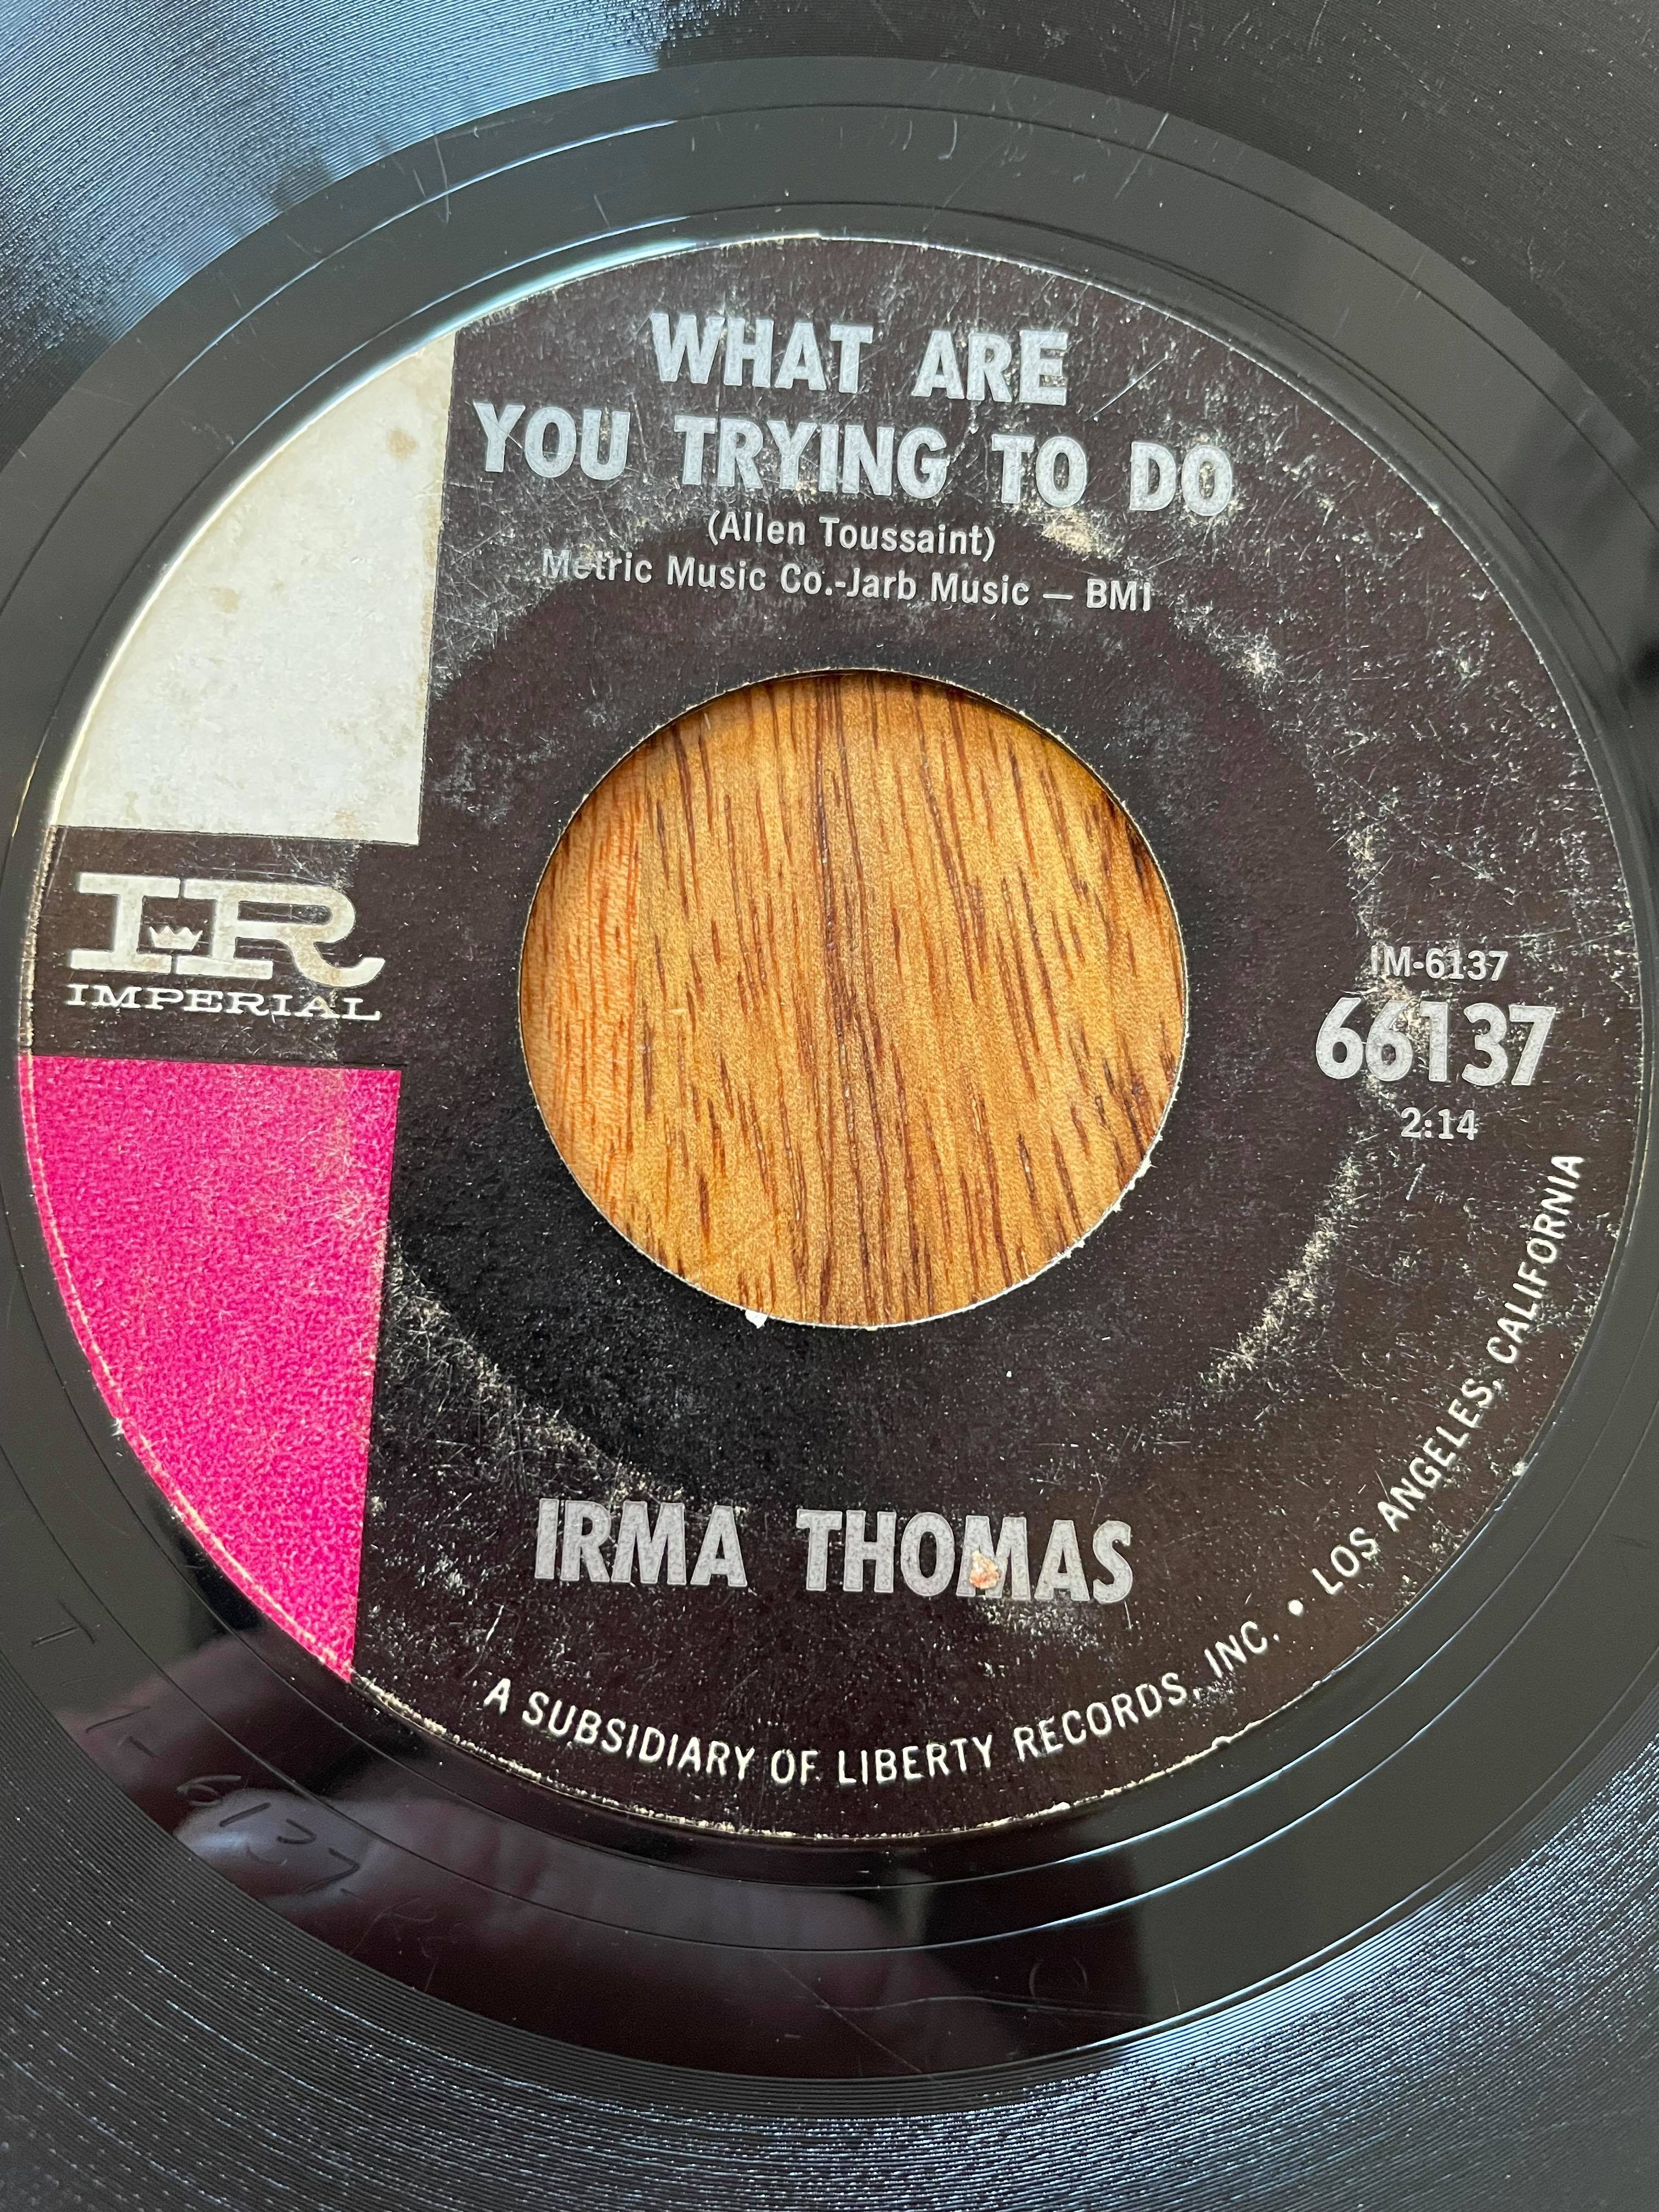 WHAT ARE
YOU TRYING TO DO
(Allen Toussaint)
Metric Music Co.-Jarb Music — BMI
IR
IMPERIAL
IM-6137
66137
2:14
IRMA THOMAS
A SUBSIDIARY OF LIBERTY RECORDS, INC. • LOS ANGELES, CALIFORNIA
6137